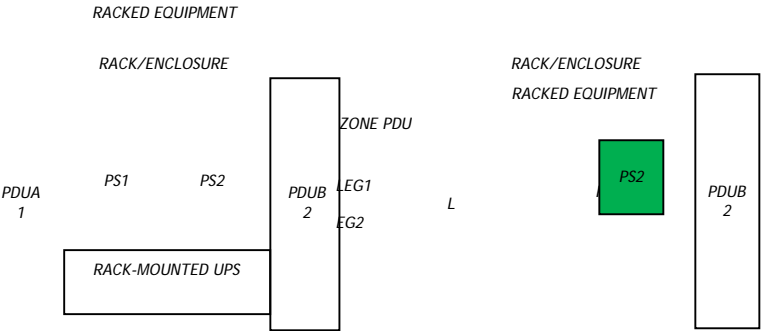 RACKED EQUIPMENT
RACK/ENCLOSURE
RACK/ENCLOSURE
RACKED EQUIPMENT
ZONE PDU
PS1
PS2
PDUA
1
PDUB
2
LEG1
EG2
L
PS2
PDUB
2
RACK-MOUNTED UPS